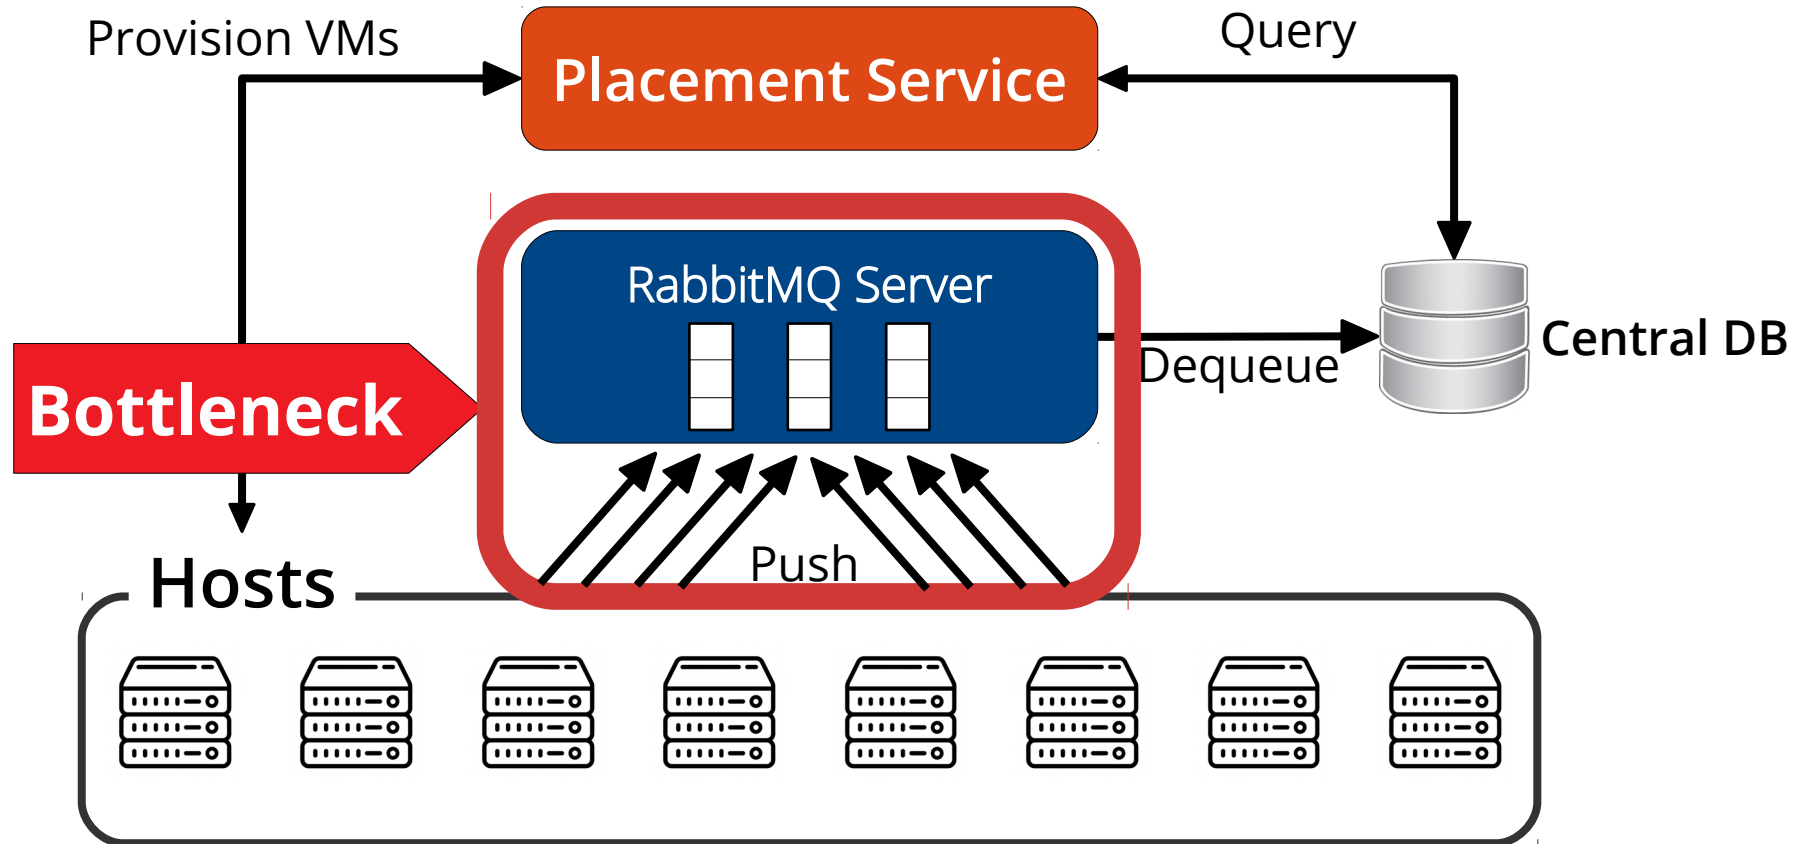 Provision VMs
Placement Service
Query
RabbitMQ Server
Central DB
Dequeue
Bottleneck
Push
Hosts